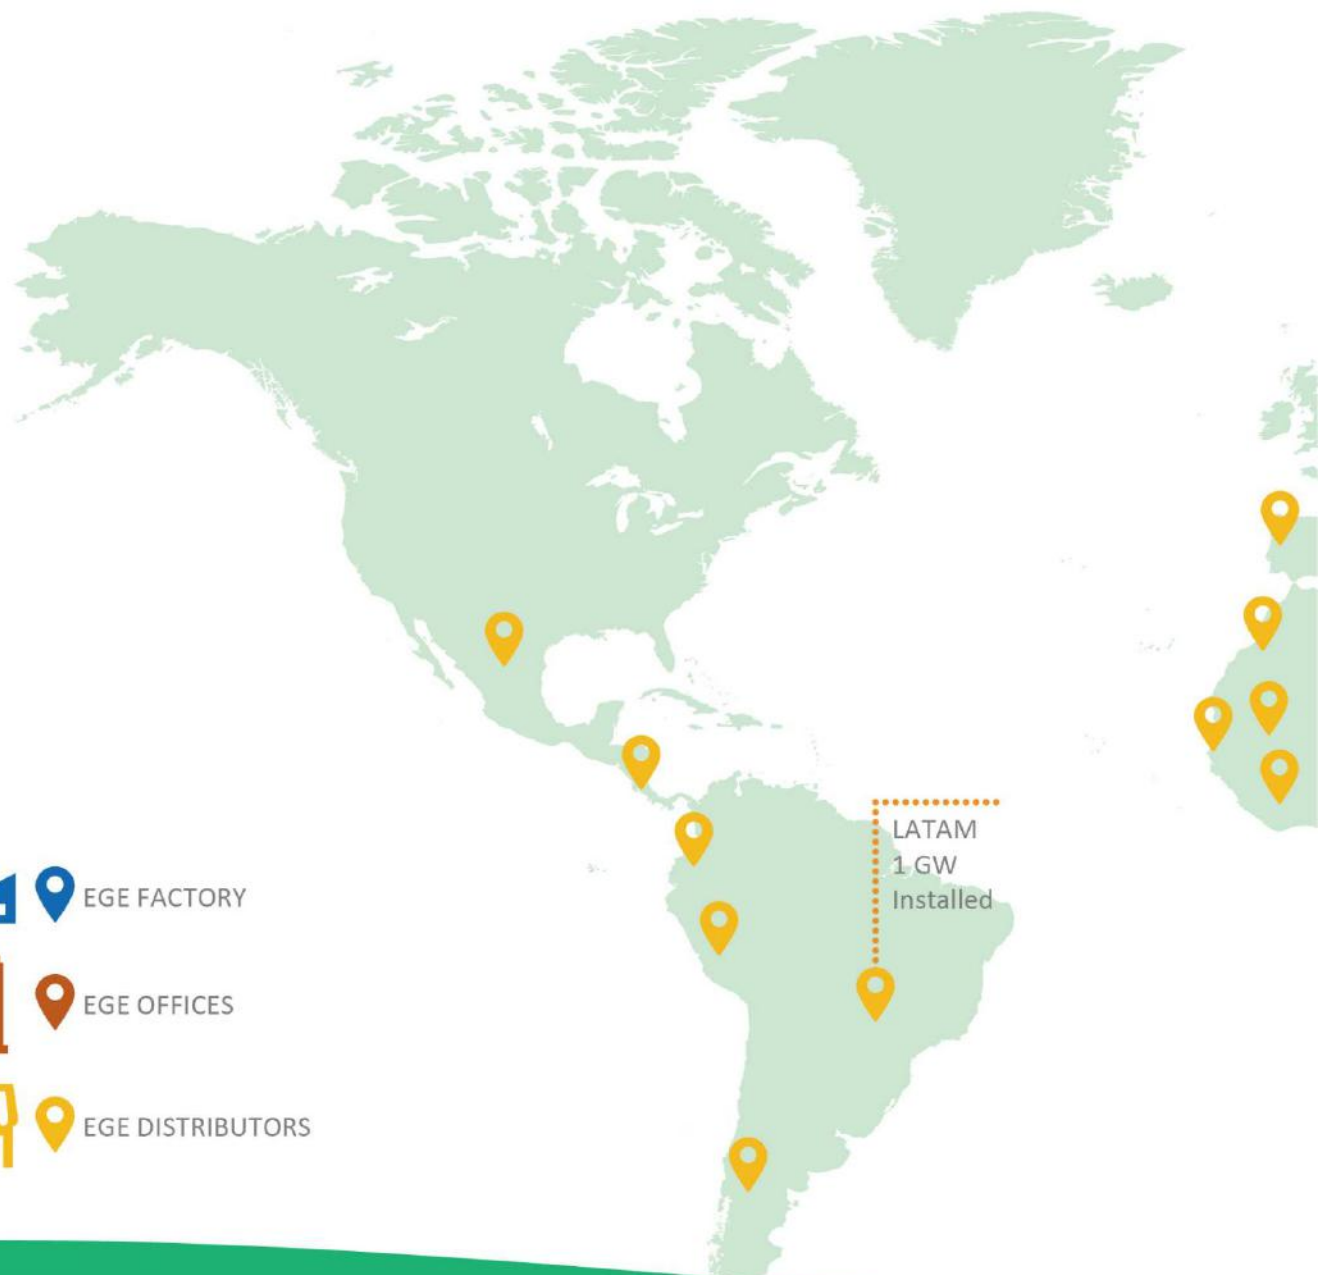 LATAM
1 GW
Installed
EGE FACTORY
EGE OFFICES
EGE DISTRIBUTORS